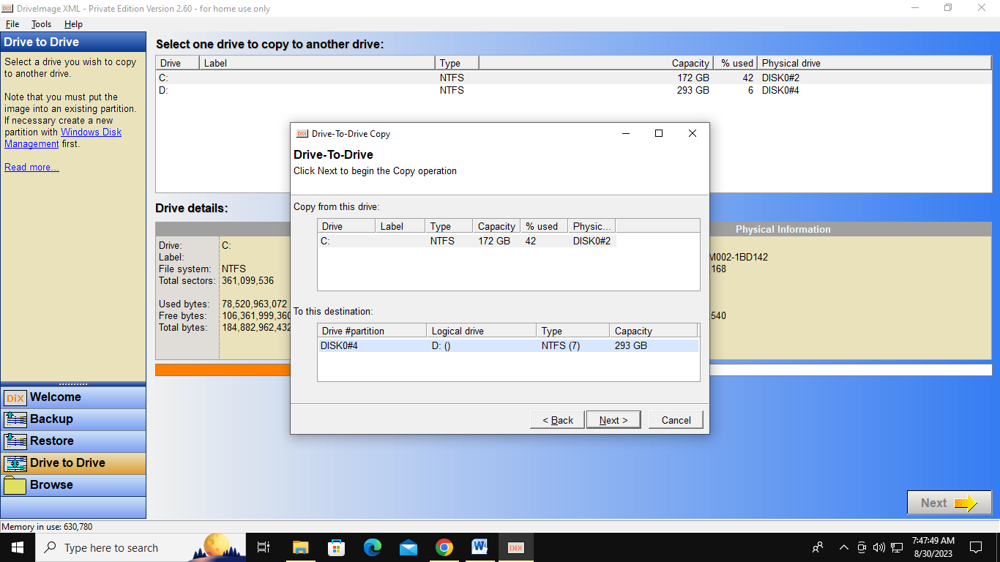 DriveImage XML - Private Edition Version 2.60 - for home use only
File Tools Help
Drive to Drive
Select a drive you wish to copy
to another drive.
Note that you must put the
image into an existing partition.
If necessary create a new
partition with Windows Disk
Management first.
Read more...
DiX Welcome
Backup
Restore
Drive to Drive
Browse
Select one drive to copy to another drive:
Drive Label Type Capacity % used Physical drive
C: NTFS 172 GB 42 DISK0#2
D: NTFS 293 GB 6 DISK0#4
Drive details:
Physical Information
Drive: C:
Label:
File system: NTFS
Total sectors: 361,099,536
Used bytes: 78,520,963,072
Free bytes: 106,361,999,360
Total bytes: 184,882,962,432
M002-1BD142
,168
,540
DiX Drive-To-Drive Copy
Drive-To-Drive
Click Next to begin the Copy operation
Copy from this drive:
Drive Label Type Capacity % used Physic...
C: NTFS 172 GB 42 DISK0#2
To this destination:
Drive #partition Logical drive Type Capacity
DISK0#4 D: () NTFS (7) 293 GB
< Back Next > Cancel
Next
Memory in use: 630,780
Type here to search
W
DiX
7:47:49 AM
8/30/2023